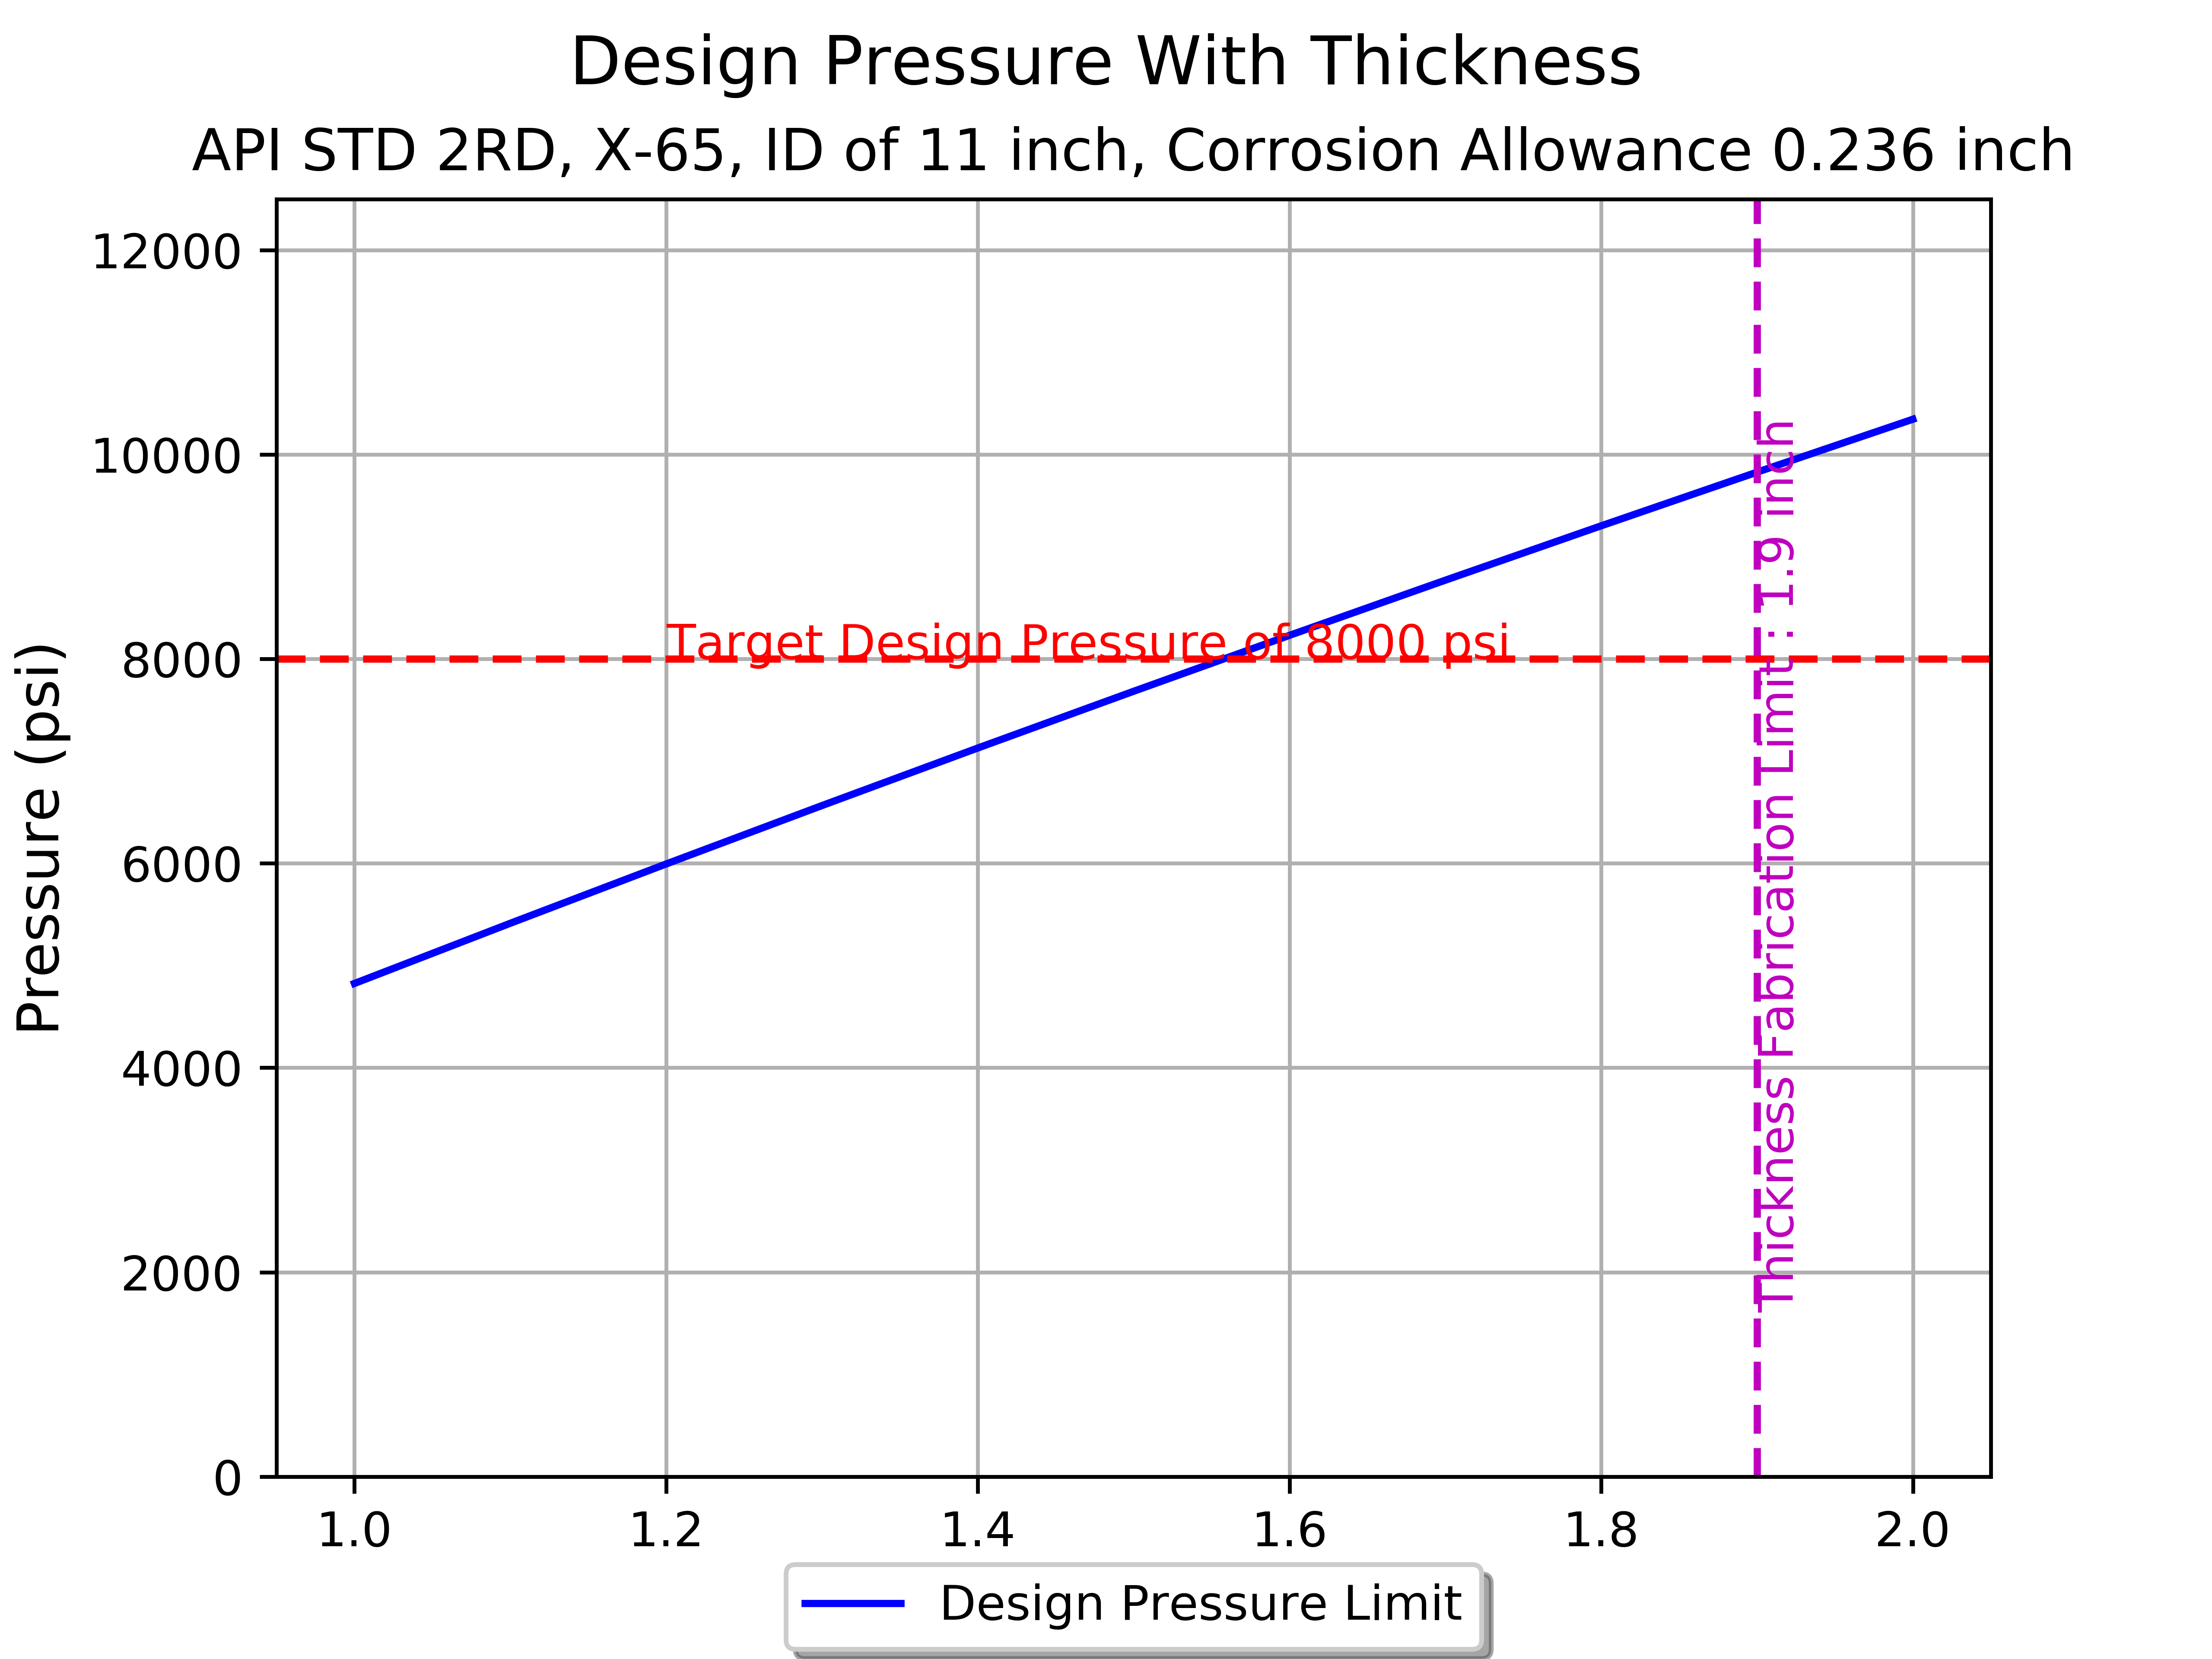 Design Pressure With Thickness
API STD 2RD, X-65, ID of 11 inch, Corrosion Allowance 0.236 inch
Pressure (psi)
12000
10000
8000
6000
4000
2000
0
Target Design Pressure of 8000 psi
Thickness Fabrication Limit : 1.9 inch
1.0 1.2 1.4 1.6 1.8 2.0
Design Pressure Limit